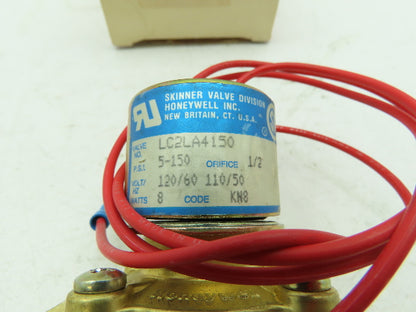 SKINNER VALVE DIVISION
HONEYWELL INC.
NEW BRITAIN, CT. U.S.A.
VALVE NO. LC2LA4150
P.S.I. 5-150 ORIFICE 1/2
VOLT/HZ 120/60 110/50
WATTS 8 CODE KN8